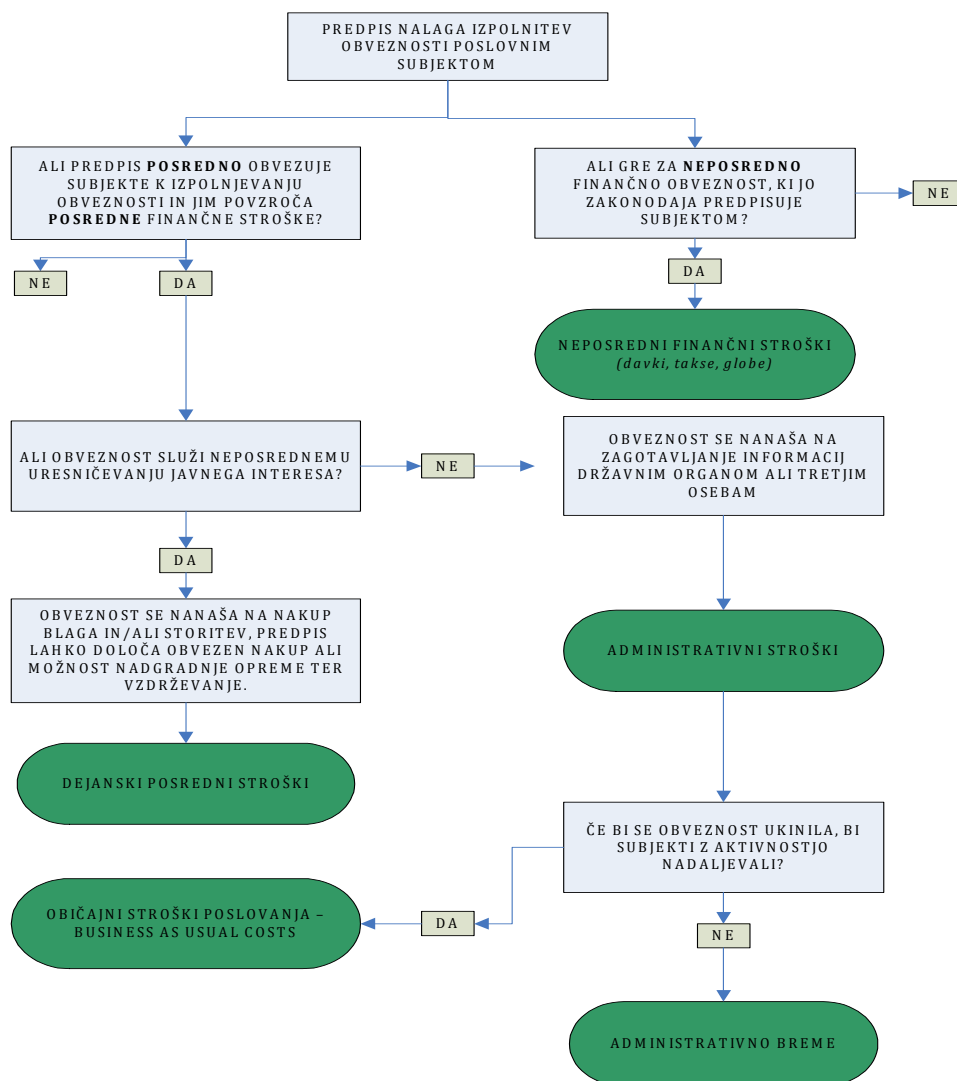 PREDPIS NALAGA IZPOLNITEV
OBVEZNOSTI POSLOVNIM
SUBJEKTOM
ALI PREDPIS POSREDNO OBVEZUJE
SUBJEKTE K IZPOLNJEVANJU
OBVEZNOSTI IN JIM POVZROČA
POSREDNE FINANČNE STROŠKE?
ALI GRE ZA NEPOSREDNO
FINANČNO OBVEZNOST, KI JO
ZAKONODAJA PREDPISUJE
SUBJEKTOM?
NE
NE
DA
DA
NEPOSREDNI FINANČNI STROŠKI
(davki, takse, globe)
ALI OBVEZNOST SLUŽI NEPOSREDNEMU
URESNIČEVANJU JAVNEGA INTERESA?
NE
OBVEZNOST SE NANAŠA NA
ZAGOTAVLJANJE INFORMACIJ
DRŽAVNIM ORGANOM ALI TRETJIM
OSEBAM
DA
OBVEZNOST SE NANAŠA NA NAKUP
BLAGA IN/ALI STORITEV, PREDPIS
LAHKO DOLOČA OBVEZEN NAKUP ALI
MOŽNOST NADGRADNJE OPREME TER
VZDRŽEVANJE.
ADMINISTRATIVNI STROŠKI
DEJANSKI POSREDNI STROŠKI
ČE BI SE OBVEZNOST UKINILA, BI
SUBJEKTI Z AKTIVNOSTJO
NADALJEVALI?
OBIČAJNI STROŠKI POSLOVANJA –
BUSINESS AS USUAL COSTS
DA
NE
ADMINISTRATIVNO BREME